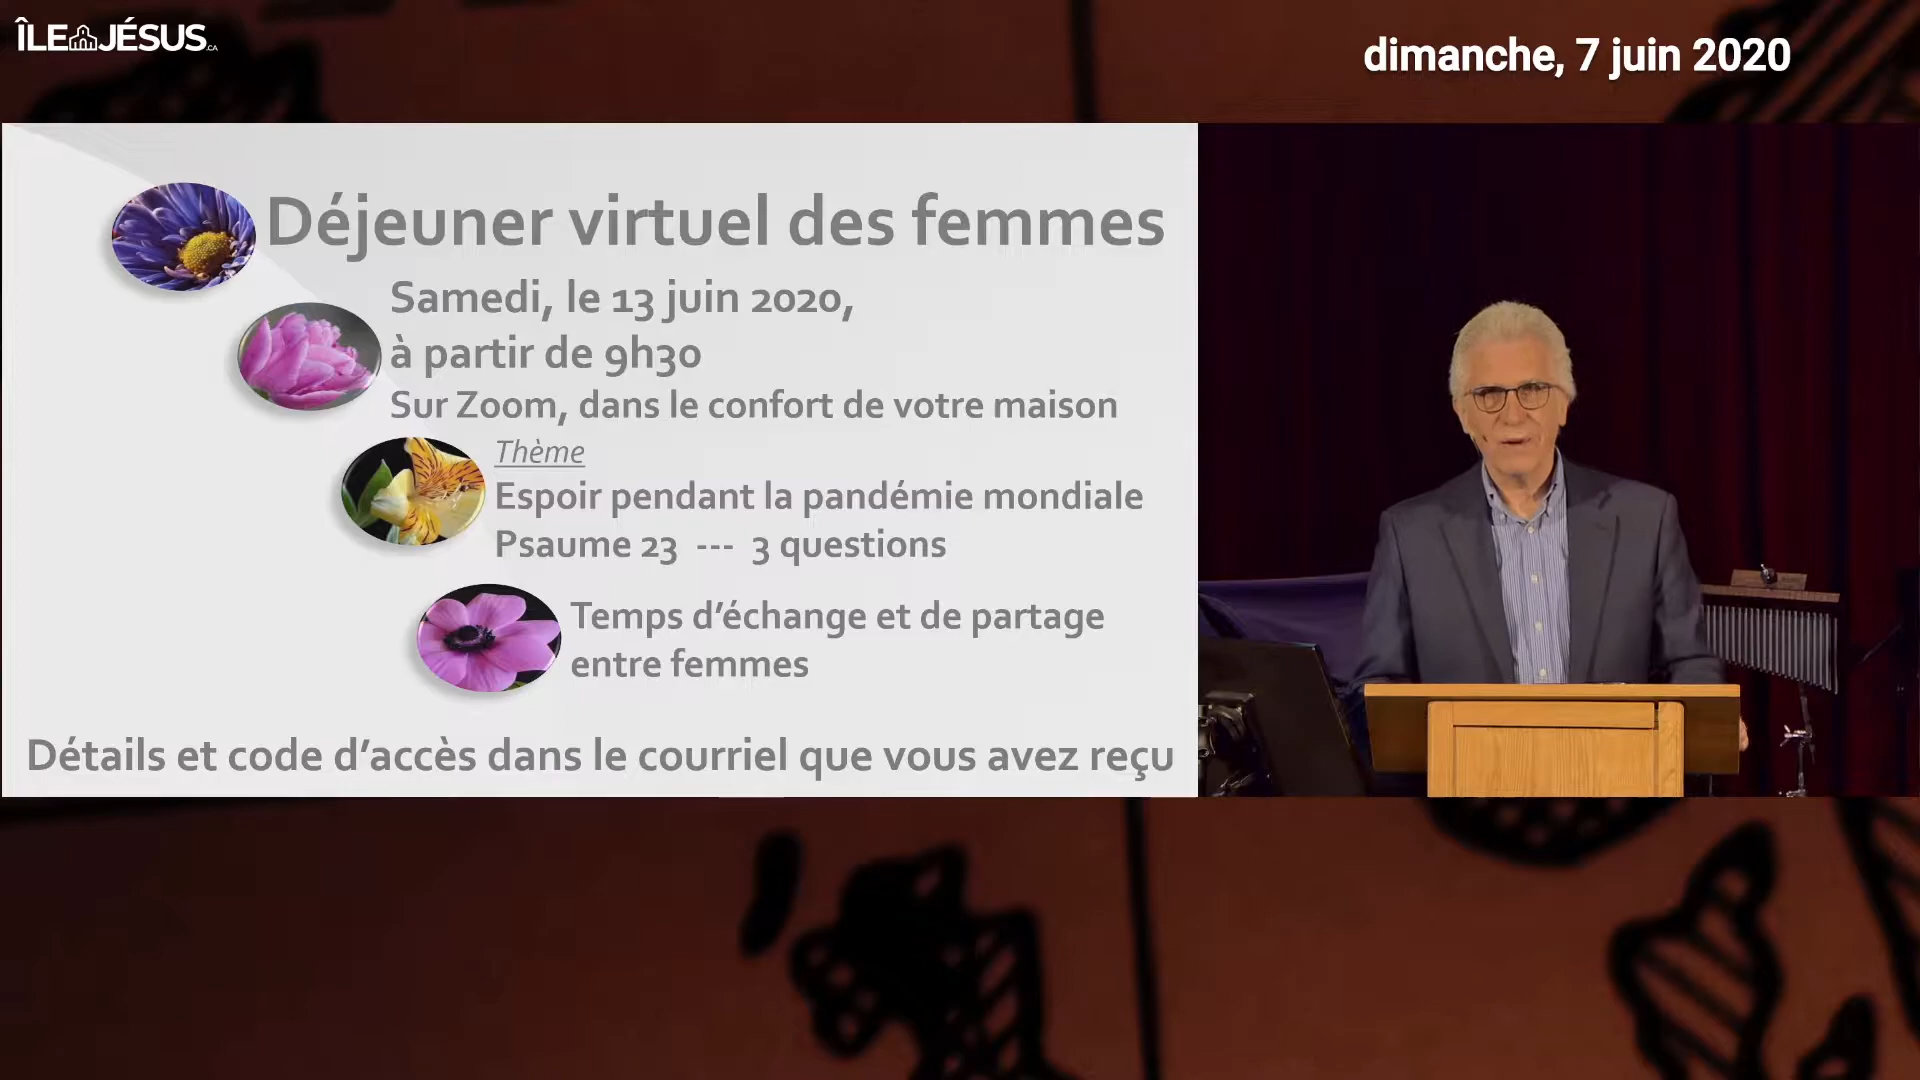 ÎLE JÉSUS.CA
dimanche, 7 juin 2020
Déjeuner virtuel des femmes
Samedi, le 13 juin 2020,
à partir de 9h30
Sur Zoom, dans le confort de votre maison
Thème
Espoir pendant la pandémie mondiale
Psaume 23 --- 3 questions
Temps d’échange et de partage
entre femmes
Détails et code d’accès dans le courriel que vous avez reçu